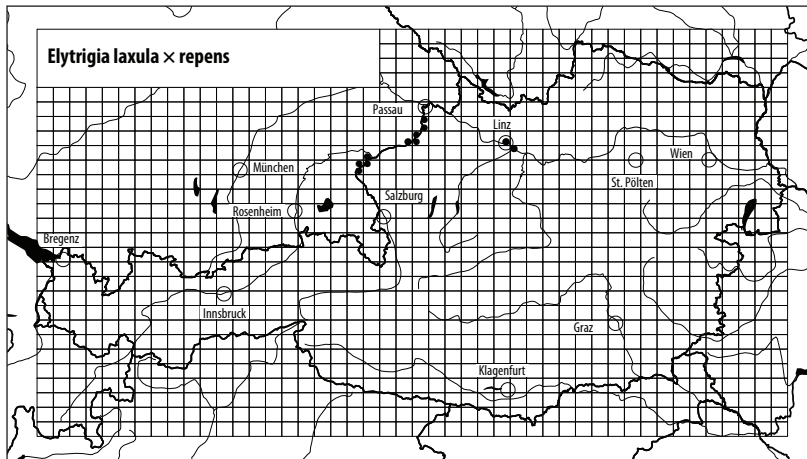 Elytrigia laxula × repens
Passau
Linz
München
Wien
St. Pölten
Salzburg
Rosenheim
Bregenz
Innsbruck
Graz
Klagenfurt